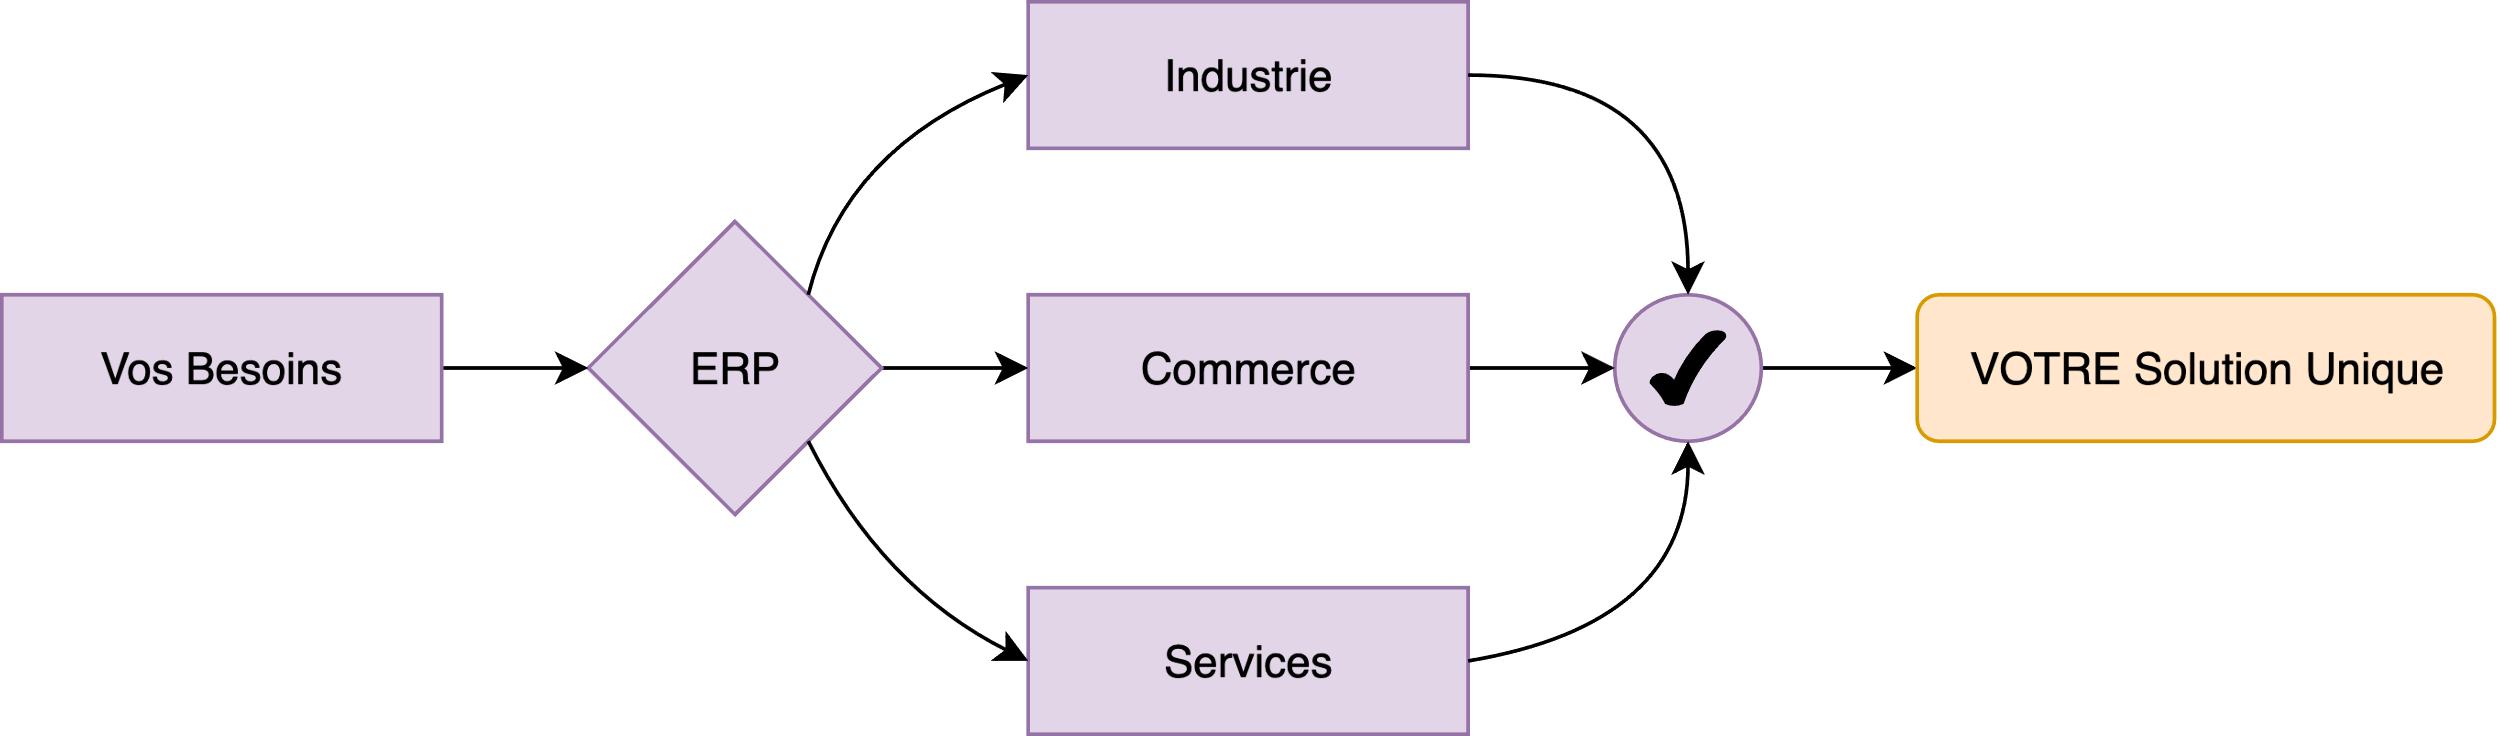 Industrie
Vos Besoins
ERP
Commerce
VOTRE Solution Unique
Services